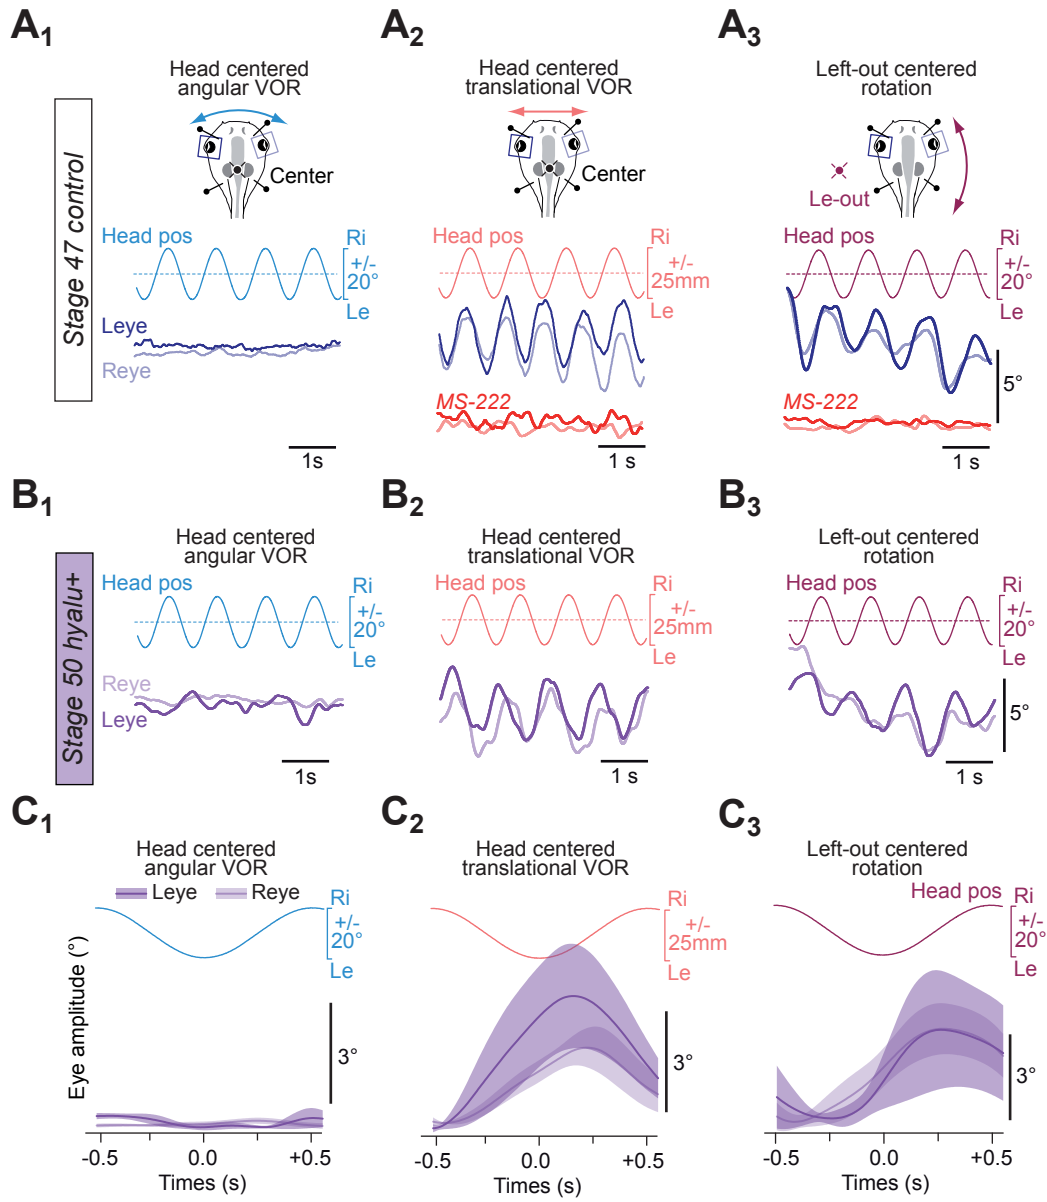 A1
A2
A3
Head centered
angular VOR
Head centered
translational VOR
Left-out centered
rotation
Stage 47 control
Center
Center
Le-out
Head pos
Ri
+/-
20°
Le
Head pos
Ri
+/-
25mm
Le
Head pos
Ri
+/-
20°
Le
Leye
Reye
5°
MS-222
MS-222
1s
1 s
1 s
B1
B2
B3
Head centered
angular VOR
Head centered
translational VOR
Left-out centered
rotation
Stage 50 hyalu+
Head pos
Ri
+/-
20°
Le
Head pos
Ri
+/-
25mm
Le
Head pos
Ri
+/-
20°
Le
Reye
Leye
5°
1s
1 s
1 s
C1
C2
C3
Head centered
angular VOR
Head centered
translational VOR
Left-out centered
rotation
Leye
Reye
Ri
+/-
20°
Le
Ri
+/-
25mm
Le
Head pos
Ri
+/-
20°
Le
Eye amplitude (°)
3°
3°
3°
-0.5
0.0
+0.5
-0.5
0.0
+0.5
-0.5
0.0
+0.5
Times (s)
Times (s)
Times (s)